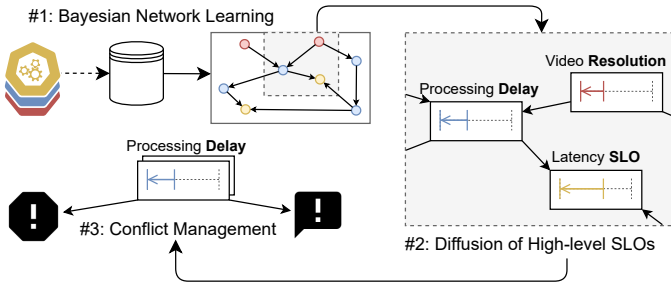 #1: Bayesian Network Learning
Video Resolution
Processing Delay
Latency SLO
#2: Diffusion of High-level SLOs
Processing Delay
#3: Conflict Management